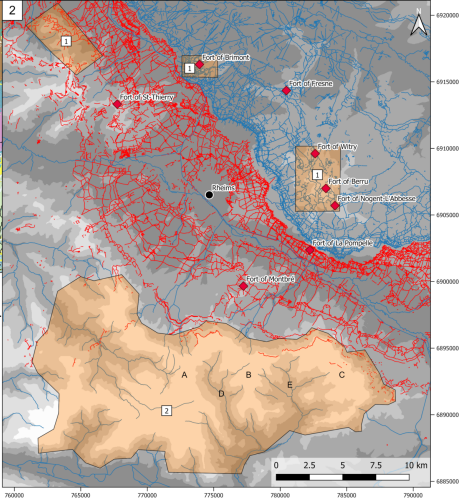 2
N
6920000
1
Fort of Brimont
1
6915000
Fort of Fresne
Fort of St-Thierry
6910000
Fort of Witry
1
Fort of Berru
Rheims
Fort of Nogent-L'Abbesse
6905000
Fort of La Pompelle
6900000
Fort of Montbré
6895000
A
B
C
D
E
2
6890000
0 2.5 5 7.5 10 km
6885000
760000 765000 770000 775000 780000 785000 790000